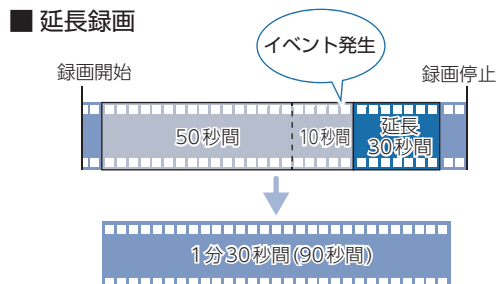 ■ 延長録画
イベント発生
録画開始
録画停止
50秒間
10秒間
延長
30秒間
1分30秒間(90秒間)